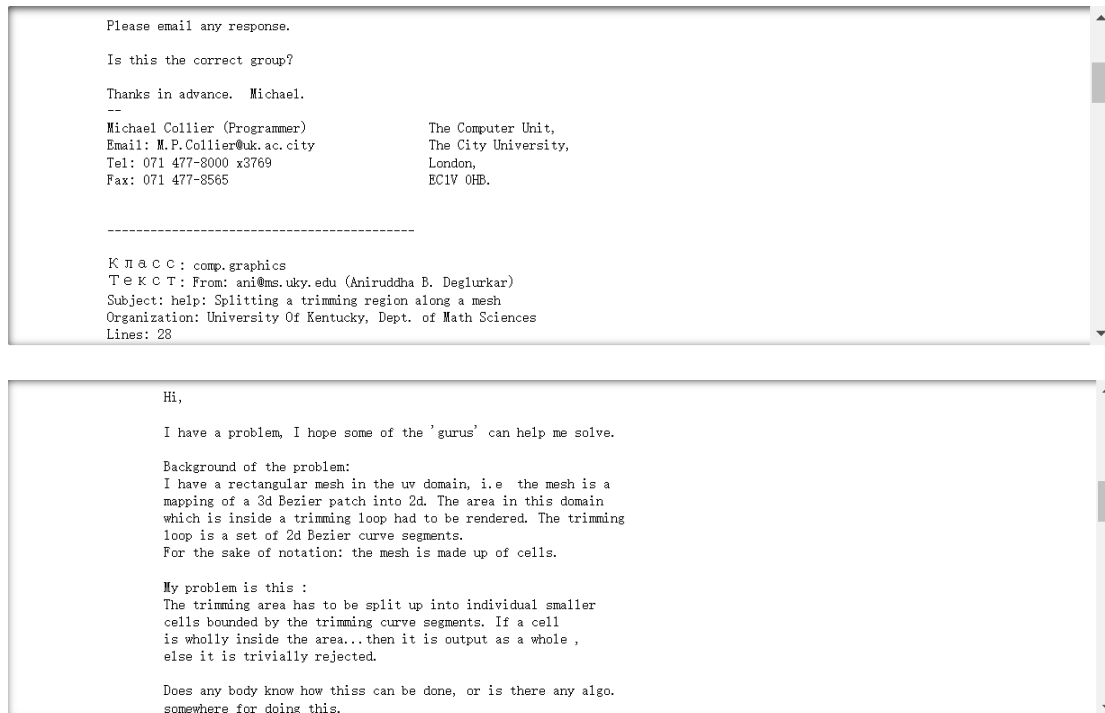 Please email any response.
Is this the correct group?
Thanks in advance.  Michael.
--
Michael Collier (Programmer)                 The Computer Unit,
Email: M.P.Collier@uk.ac.city                The City University,
Tel: 071 477-8000 x3769                      London,
Fax: 071 477-8565                            EC1V 0HB.
-------------------------------------------
Класс: comp.graphics
Текст: From: ani@ms.uky.edu (Aniruddha B. Deglurkar)
Subject: help: Splitting a trimming region along a mesh
Organization: University Of Kentucky, Dept. of Math Sciences
Lines: 28
Hi,
I have a problem, I hope some of the 'gurus' can help me solve.
Background of the problem:
I have a rectangular mesh in the uv domain, i.e  the mesh is a
mapping of a 3d Bezier patch into 2d. The area in this domain
which is inside a trimming loop had to be rendered. The trimming
loop is a set of 2d Bezier curve segments.
For the sake of notation: the mesh is made up of cells.
My problem is this :
The trimming area has to be split up into individual smaller
cells bounded by the trimming curve segments. If a cell
is wholly inside the area...then it is output as a whole ,
else it is trivially rejected.
Does any body know how thiss can be done, or is there any algo.
somewhere for doing this.